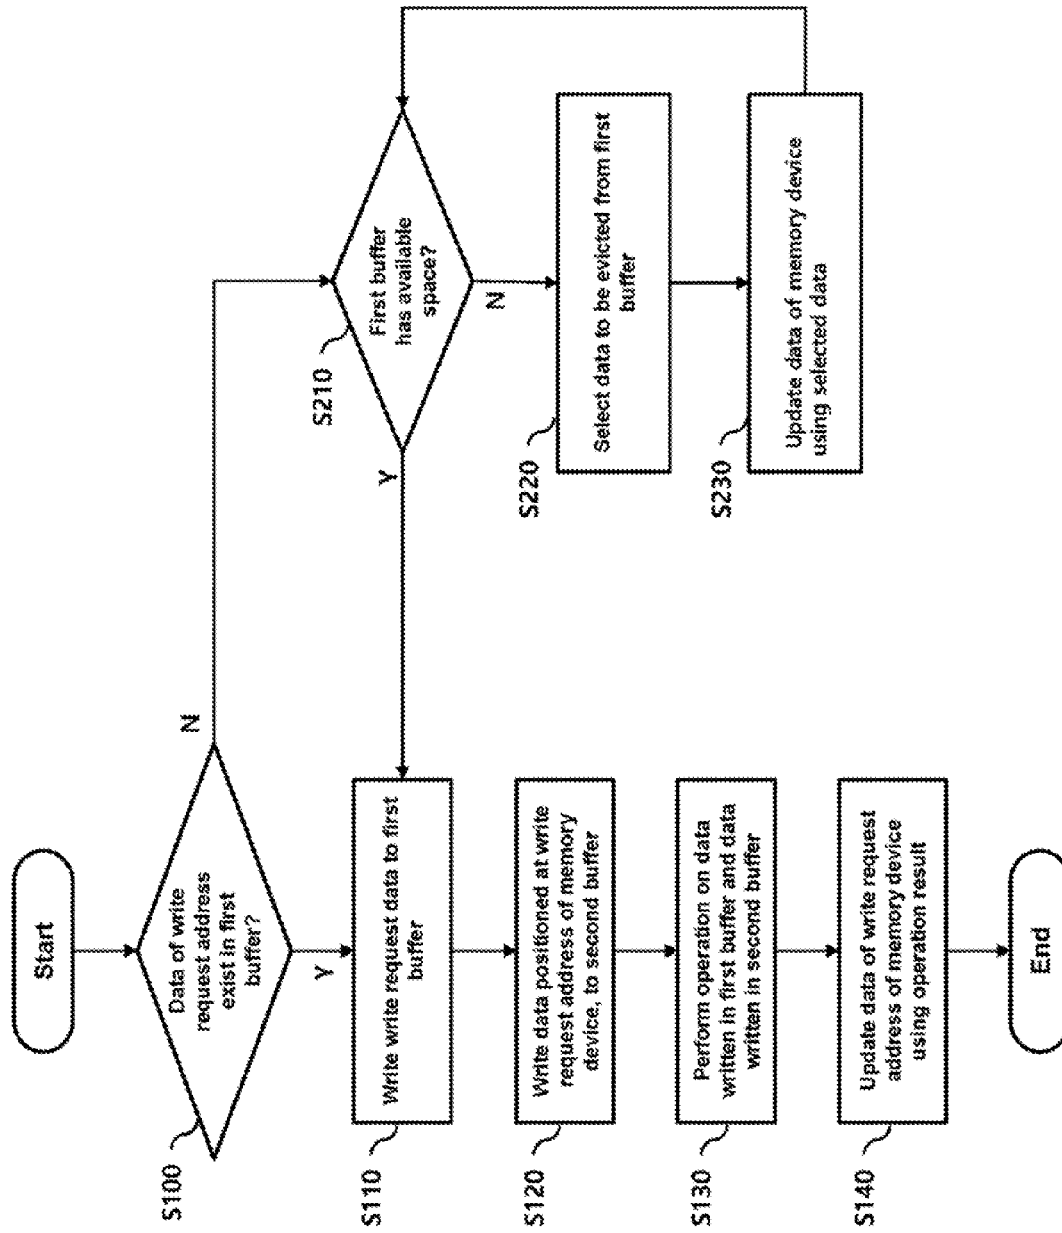 Start
S100
Data of write
request address
exist in first
buffer?
N
Y
S110
Write write request data to first
buffer
S120
Write data positioned at write
request address of memory
device, to second buffer
S130
Perform operation on data
written in first buffer and data
written in second buffer
S140
Update data of write request
address of memory device
using operation result
End
S210
First buffer
has available
space?
Y
N
S220
Select data to be evicted from first
buffer
S230
Update data of memory device
using selected data